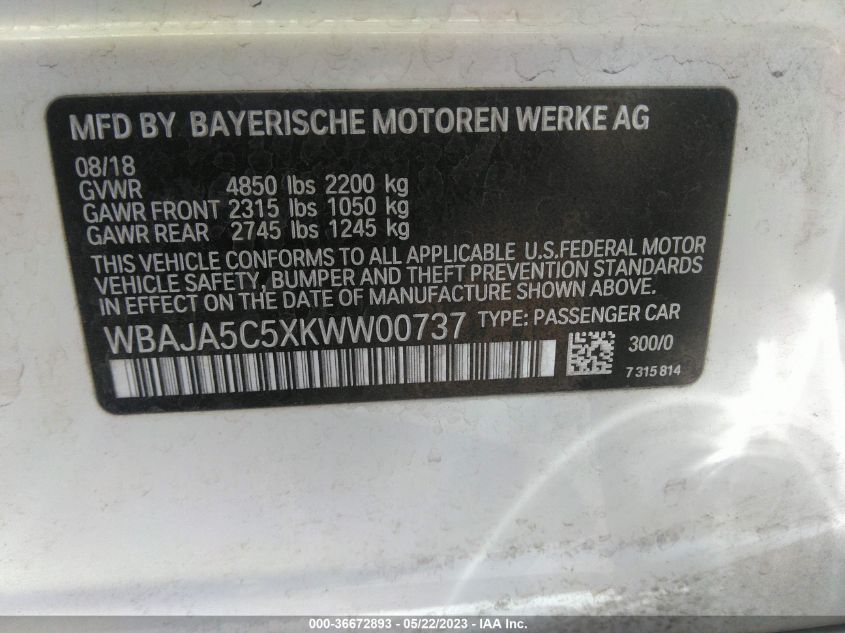 MFD BY BAYERISCHE MOTOREN WERKE AG
08/18
GVWR 4850 lbs 2200 kg
GAWR FRONT 2315 lbs 1050 kg
GAWR REAR 2745 lbs 1245 kg
THIS VEHICLE CONFORMS TO ALL APPLICABLE U.S.FEDERAL MOTOR
VEHICLE SAFETY, BUMPER AND THEFT PREVENTION STANDARDS
IN EFFECT ON THE DATE OF MANUFACTURE SHOWN ABOVE.
WBAJA5C5XKWW00737 TYPE: PASSENGER CAR
300/0
7 315 814
000-36672893 - 05/22/2023 - IAA Inc.